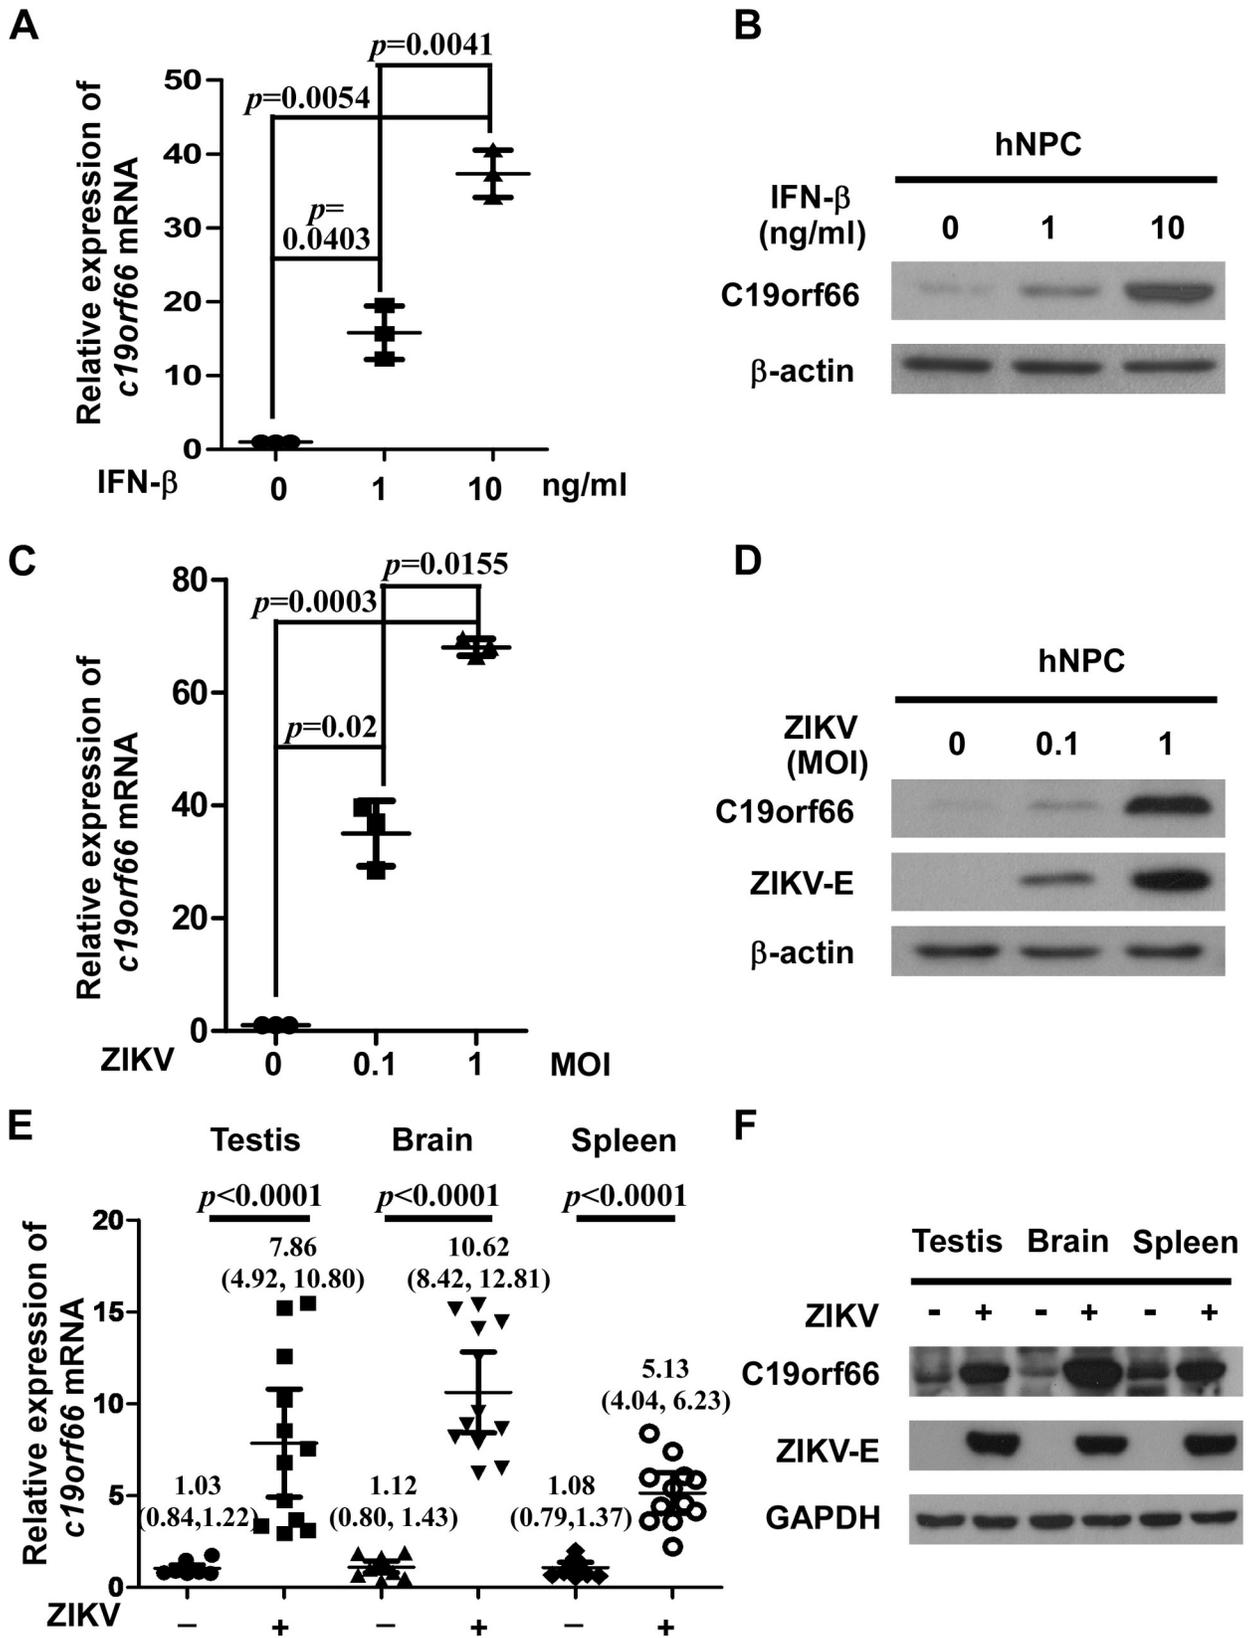 A
Relative expression of
c19orf66 mRNA
p=0.0041
p=0.0054
p=
0.0403
50
40
30
20
10
0
IFN-β
0 1 10 ng/ml
B
hNPC
IFN-β
(ng/ml)
0 1 10
C19orf66
β-actin
C
Relative expression of
c19orf66 mRNA
p=0.0155
p=0.0003
p=0.02
80
60
40
20
0
ZIKV
0 0.1 1 MOI
D
hNPC
ZIKV
(MOI)
0 0.1 1
C19orf66
ZIKV-E
β-actin
E
Relative expression of
c19orf66 mRNA
Testis Brain Spleen
p<0.0001 p<0.0001 p<0.0001
20
15
10
5
0
7.86
(4.92, 10.80)
10.62
(8.42, 12.81)
5.13
(4.04, 6.23)
1.03
(0.84,1.22)
1.12
(0.80, 1.43)
1.08
(0.79,1.37)
ZIKV – + – + – +
F
Testis Brain Spleen
ZIKV - + - + - +
C19orf66
ZIKV-E
GAPDH